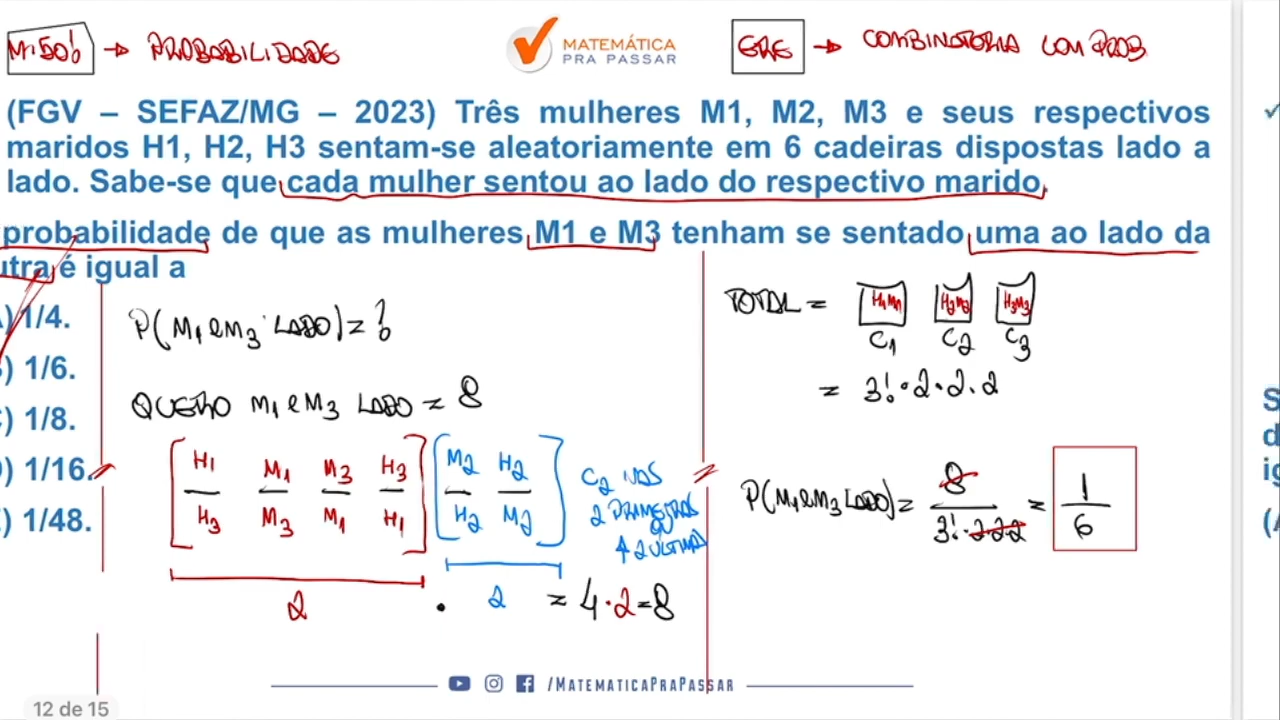 M.50! → PROBABILIDADE
MATEMÁTICA
PRA PASSAR
→ COMBINATÓRIA COM PROB
(FGV – SEFAZ/MG – 2023) Três mulheres M1, M2, M3 e seus respectivos
maridos H1, H2, H3 sentam-se aleatoriamente em 6 cadeiras dispostas lado a
lado. Sabe-se que cada mulher sentou ao lado do respectivo marido.
probabilidade de que as mulheres M1 e M3 tenham se sentado uma ao lado da
utra é igual a
) 1/4.
) 1/6.
) 1/8.
) 1/16.
) 1/48.
P(M1 e M3 LADO) = ?
QUERO M1 e M3 LADO = 8
H1 M1 M3 H3 M2 H2
H3 M3 M1 H1 H2 M2
C2 NAS
2 PRIMEIRAS
OU
2 ÚLTIMAS
2 · 2 = 4·2=8
TOTAL = H1M1 H2M2 H3M3
C1 C2 C3
= 3!·2·2·2
P(M1 e M3 LADO) = 8 / 3!·2·2·2 = 1/6
/MATEMATICAPRAPASSAR
12 de 15
S
d
ig
(A